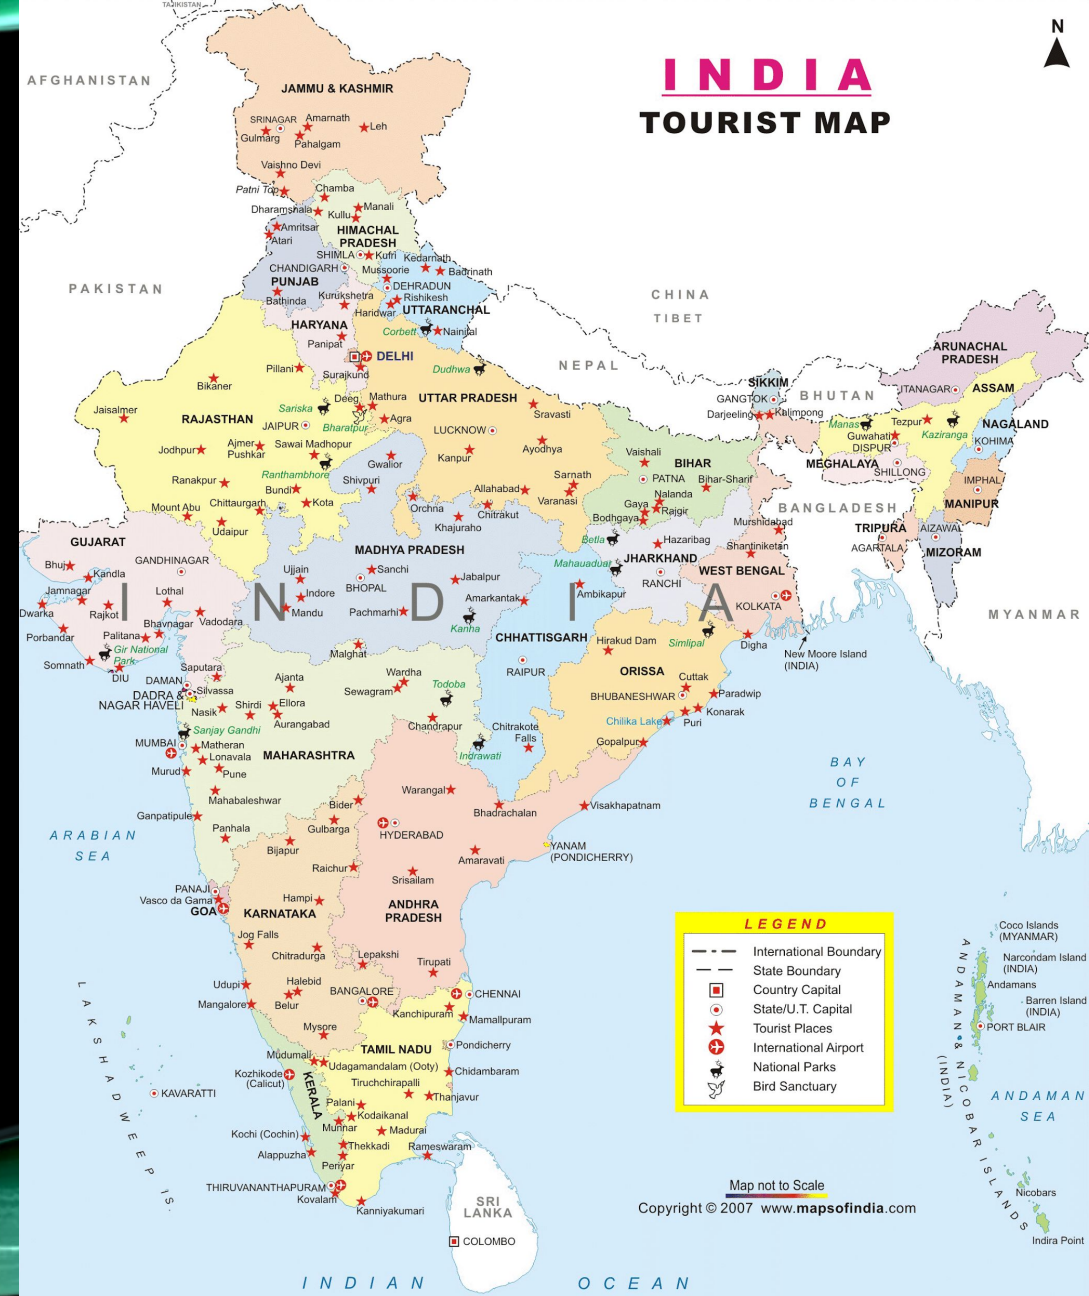 TAJIKISTAN
AFGHANISTAN
N
INDIA
TOURIST MAP
JAMMU & KASHMIR
SRINAGAR
Amarnath
Leh
Gulmarg
Pahalgam
Vaishno Devi
Patni Top
Chamba
Dharamshala
Manali
Kullu
Amritsar
Atari
HIMACHAL
PRADESH
SHIMLA
Kufri
Kedarnath
CHANDIGARH
Mussoorie
Badrinath
PUNJAB
DEHRADUN
Bathinda
Kurukshetra
Rishikesh
Haridwar
UTTARANCHAL
HARYANA
Corbett
Nainital
Panipat
DELHI
PAKISTAN
CHINA
TIBET
NEPAL
BHUTAN
Pillani
Surajkund
Dudhwa
Bikaner
Jaisalmer
RAJASTHAN
Sariska
Deeg
Mathura
UTTAR PRADESH
Agra
Bharatpur
JAIPUR
Sravasti
LUCKNOW
Jodhpur
Ajmer
Pushkar
Sawai Madhopur
Gwalior
Kanpur
Ayodhya
Ranthambhore
Ranakpur
Bundi
Shivpuri
Sarnath
Allahabad
Varanasi
Chittaurgarh
Kota
Orchna
Chitrakut
Mount Abu
Udaipur
Khajuraho
SIKKIM
GANGTOK
Darjeeling
Kalimpong
ARUNACHAL
PRADESH
ITANAGAR
ASSAM
Manas
Tezpur
Guwahati
DISPUR
Kaziranga
NAGALAND
KOHIMA
MEGHALAYA
SHILLONG
IMPHAL
MANIPUR
BANGLADESH
TRIPURA
AGARTALA
AIZAWL
MIZORAM
MYANMAR
Vaishali
BIHAR
PATNA
Bihar-Sharif
Nalanda
Gaya
Rajgir
Bodhgaya
Betla
Hazaribag
JHARKHAND
Mahauaduar
RANCHI
Murshidabad
Shantiniketan
WEST BENGAL
KOLKATA
Digha
New Moore Island
(INDIA)
GUJARAT
Bhuj
Kandla
GANDHINAGAR
Jamnagar
Lothal
Dwarka
Rajkot
Bhavnagar
Vadodara
Porbandar
Palitana
Gir National
Park
Somnath
DIU
MADHYA PRADESH
Ujjain
Sanchi
BHOPAL
Jabalpur
Indore
Mandu
Pachmarhi
Amarkantak
Kanha
Malghat
INDIA
Ambikapur
CHHATTISGARH
RAIPUR
Chitrakote
Falls
Indrawati
Hirakud Dam
Simlipal
ORISSA
Cuttak
BHUBANESHWAR
Paradwip
Konarak
Chilika Lake
Puri
Gopalpur
Saputara
DAMAN
DADRA &
NAGAR HAVELI
Silvassa
Ajanta
Wardha
Sewagram
Todoba
Nasik
Shirdi
Ellora
Aurangabad
Chandrapur
Sanjay Gandhi
MUMBAI
Matheran
Lonavala
Murud
Pune
MAHARASHTRA
Mahabaleshwar
Ganpatipule
Panhala
Bider
Gulbarga
Bijapur
Raichur
Warangal
Bhadrachalan
Visakhapatnam
HYDERABAD
YANAM
(PONDICHERRY)
Amaravati
Srisailam
ANDHRA
PRADESH
ARABIAN
SEA
BAY
OF
BENGAL
PANAJI
Vasco da Gama
GOA
KARNATAKA
Hampi
Jog Falls
Chitradurga
Lepakshi
Tirupati
Udupi
Halebid
Belur
BANGALORE
CHENNAI
Mangalore
Kanchipuram
Mamallpuram
Mysore
TAMIL NADU
Pondicherry
Mudumall
Udagamandalam (Ooty)
Kozhikode
(Calicut)
Chidambaram
KERALA
Tiruchchirapalli
Thanjavur
Palani
Kodaikanal
Munnar
Madurai
Kochi (Cochin)
Thekkadi
Rameswaram
Alappuzha
Periyar
THIRUVANANTHAPURAM
Kovalam
Kanniyakumari
LAKSHADWEEP IS.
KAVARATTI
SRI
LANKA
COLOMBO
INDIAN OCEAN
LEGEND
International Boundary
State Boundary
Country Capital
State/U.T. Capital
Tourist Places
International Airport
National Parks
Bird Sanctuary
Map not to Scale
Copyright © 2007 www.mapsofindia.com
Coco Islands
(MYANMAR)
Narcondam Island
(INDIA)
Andamans
Barren Island
(INDIA)
PORT BLAIR
ANDAMAN & NICOBAR ISLANDS
(INDIA)
ANDAMAN
SEA
Nicobars
Indira Point